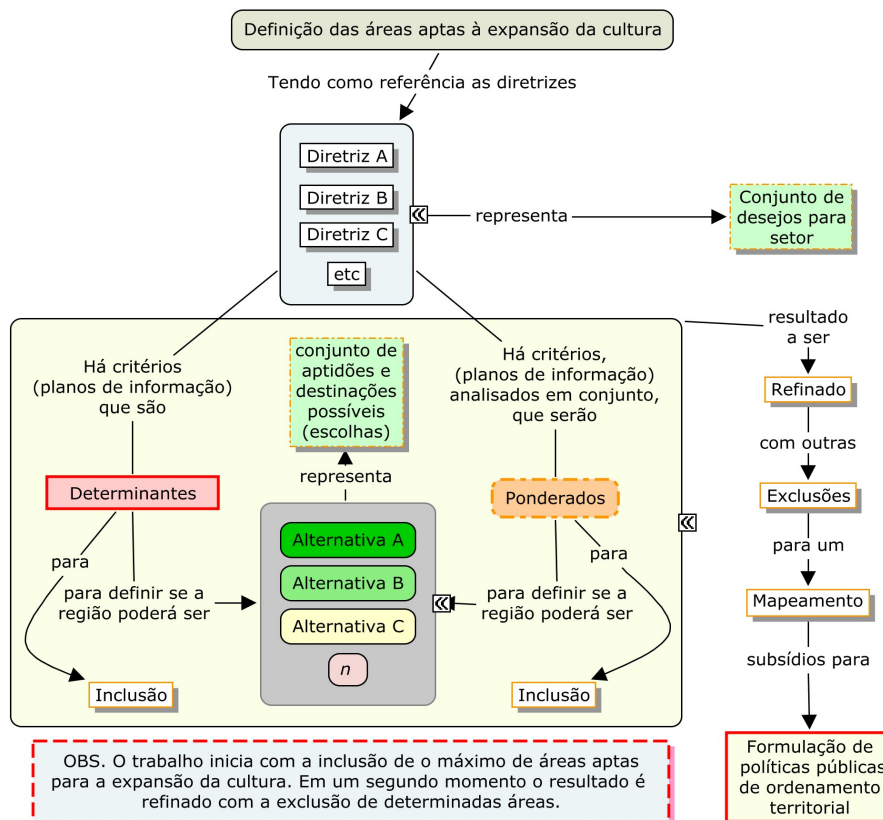 Definição das áreas aptas à expansão da cultura
Tendo como referência as diretrizes
Diretriz A
Diretriz B
Diretriz C
etc
representa
Conjunto de
desejos para
setor
Há critérios
(planos de informação)
que são
conjunto de
aptidões e
destinações
possíveis
(escolhas)
Há critérios,
(planos de informação)
analisados em conjunto,
que serão
resultado
a ser
Refinado
com outras
Exclusões
para um
Mapeamento
subsídios para
Formulação de
políticas públicas
de ordenamento
territorial
Determinantes
representa
Ponderados
para
para definir se a
região poderá ser
Alternativa A
Alternativa B
Alternativa C
n
para
para definir se a
região poderá ser
Inclusão
Inclusão
OBS. O trabalho inicia com a inclusão de o máximo de áreas aptas
para a expansão da cultura. Em um segundo momento o resultado é
refinado com a exclusão de determinadas áreas.